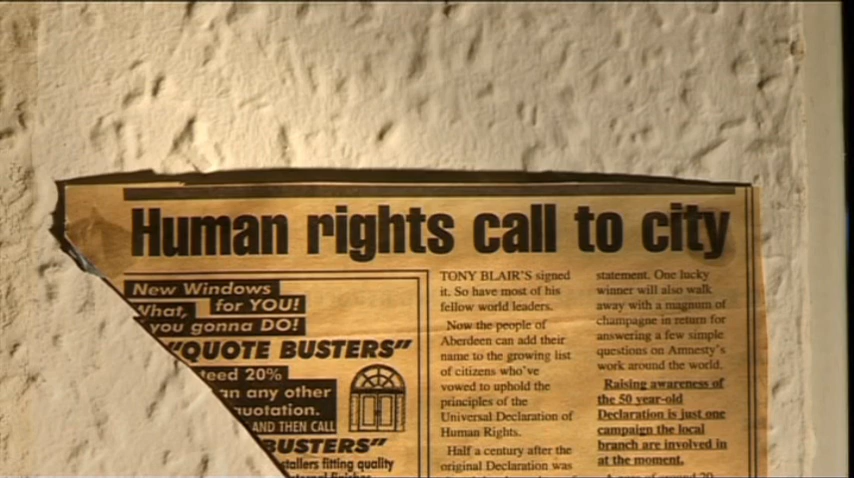 Human rights call to city
New Windows
What, for YOU!
you gonna DO!
"QUOTE BUSTERS"
20%
any other
AND THEN CALL
BUSTERS"
fitting quality
TONY BLAIR'S signed
it. So have most of his
fellow world leaders.
Now the people of
Aberdeen can add their
name to the growing list
of citizens who've
vowed to uphold the
principles of the
Universal Declaration of
Human Rights.
Half a century after the
original Declaration was
statement. One lucky
winner will also walk
away with a magnum of
champagne in return for
answering a few simple
questions on Amnesty's
work around the world.
Raising awareness of
the 50 year-old
Declaration is just one
campaign the local
branch are involved in
at the moment.